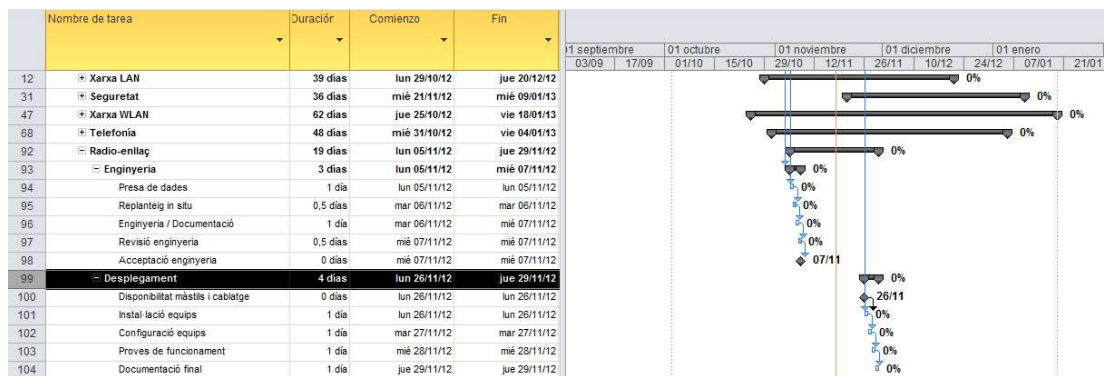 Nombre de tarea Duración Comienzo Fin
01 septiembre 01 octubre 01 noviembre 01 diciembre 01 enero
03/09 17/09 01/10 15/10 29/10 12/11 26/11 10/12 24/12 07/01 21/01
12 Xarxa LAN 39 días lun 29/10/12 jue 20/12/12 0%
31 Seguretat 36 días mié 21/11/12 mié 09/01/13 0%
47 Xarxa WLAN 62 días jue 25/10/12 vie 18/01/13 0%
68 Telefonía 48 días mié 31/10/12 vie 04/01/13 0%
92 Radio-enllaç 19 días lun 05/11/12 jue 29/11/12 0%
93 Enginyeria 3 días lun 05/11/12 mié 07/11/12 0%
94 Presa de dades 1 día lun 05/11/12 lun 05/11/12 0%
95 Replanteig in situ 0,5 días mar 06/11/12 mar 06/11/12 0%
96 Enginyeria / Documentació 1 día mar 06/11/12 mié 07/11/12 0%
97 Revisió enginyeria 0,5 días mié 07/11/12 mié 07/11/12 0%
98 Acceptació enginyeria 0 días mié 07/11/12 mié 07/11/12 07/11
99 Desplegament 4 días lun 26/11/12 jue 29/11/12 0%
100 Disponibilitat màstils i cablatge 0 días lun 26/11/12 lun 26/11/12 26/11
101 Instal·lació equips 1 día lun 26/11/12 lun 26/11/12 0%
102 Configuració equips 1 día mar 27/11/12 mar 27/11/12 0%
103 Proves de funcionament 1 día mié 28/11/12 mié 28/11/12 0%
104 Documentació final 1 día jue 29/11/12 jue 29/11/12 0%